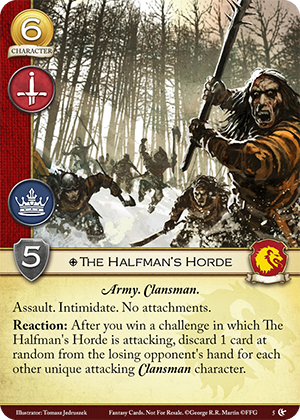 6
CHARACTER
5
THE HALFMAN'S HORDE
Army. Clansman.
Assault. Intimidate. No attachments.
Reaction: After you win a challenge in which The
Halfman's Horde is attacking, discard 1 card at
random from the losing opponent's hand for each
other unique attacking Clansman character.
Illustrator: Tomasz Jedruszek
Fantasy Cards. Not For Resale. ©George R.R. Martin ©FFG
5